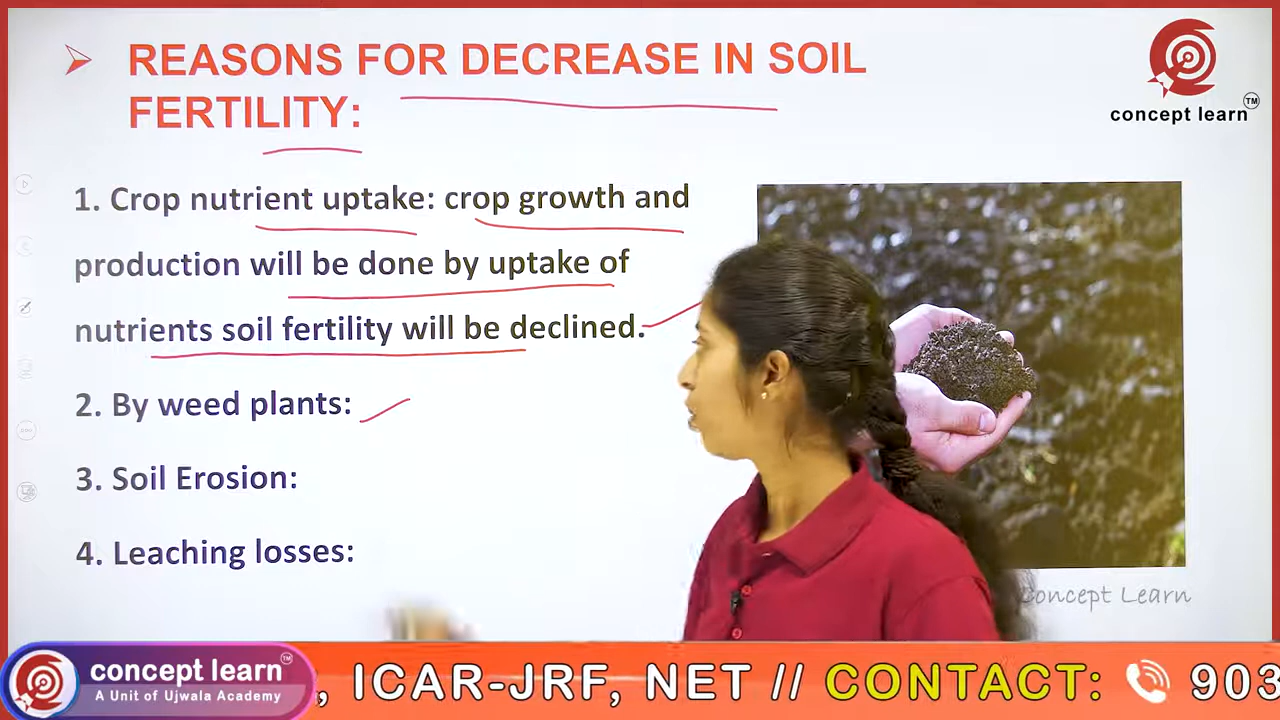 REASONS FOR DECREASE IN SOIL
FERTILITY:
concept learn TM
1. Crop nutrient uptake: crop growth and
production will be done by uptake of
nutrients soil fertility will be declined.
2. By weed plants:
3. Soil Erosion:
4. Leaching losses:
Concept Learn
concept learn TM
A Unit of Ujwala Academy
, ICAR-JRF, NET // CONTACT: 903